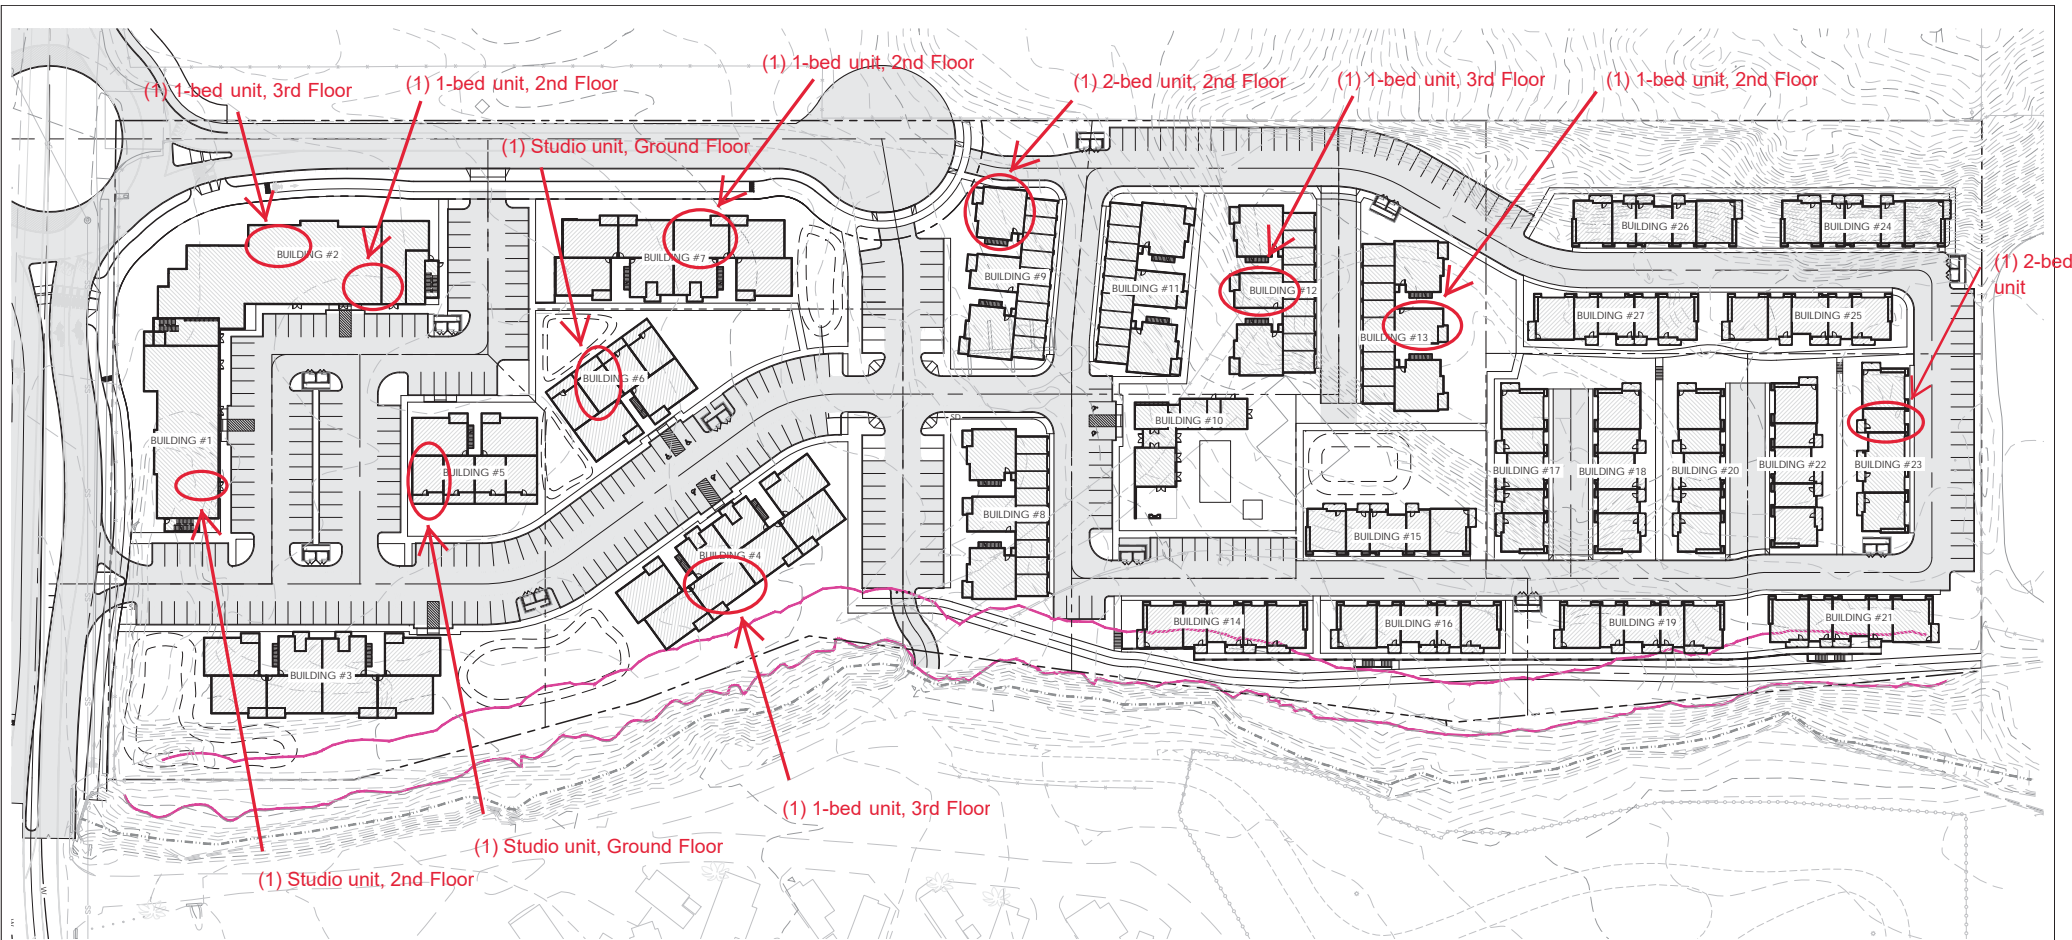 (1) 1-bed unit, 3rd Floor
(1) 1-bed unit, 2nd Floor
(1) 1-bed unit, 2nd Floor
(1) 2-bed unit, 2nd Floor
(1) 1-bed unit, 3rd Floor
(1) 1-bed unit, 2nd Floor
(1) Studio unit, Ground Floor
(1) 2-bed
unit
BUILDING #2
BUILDING #7
BUILDING #9
BUILDING #11
BUILDING #12
BUILDING #13
BUILDING #26
BUILDING #24
BUILDING #27
BUILDING #25
BUILDING #6
BUILDING #1
BUILDING #5
BUILDING #10
BUILDING #17
BUILDING #18
BUILDING #20
BUILDING #22
BUILDING #23
BUILDING #8
BUILDING #15
BUILDING #4
BUILDING #14
BUILDING #16
BUILDING #19
BUILDING #21
BUILDING #3
SD
(1) 1-bed unit, 3rd Floor
(1) Studio unit, Ground Floor
(1) Studio unit, 2nd Floor
W